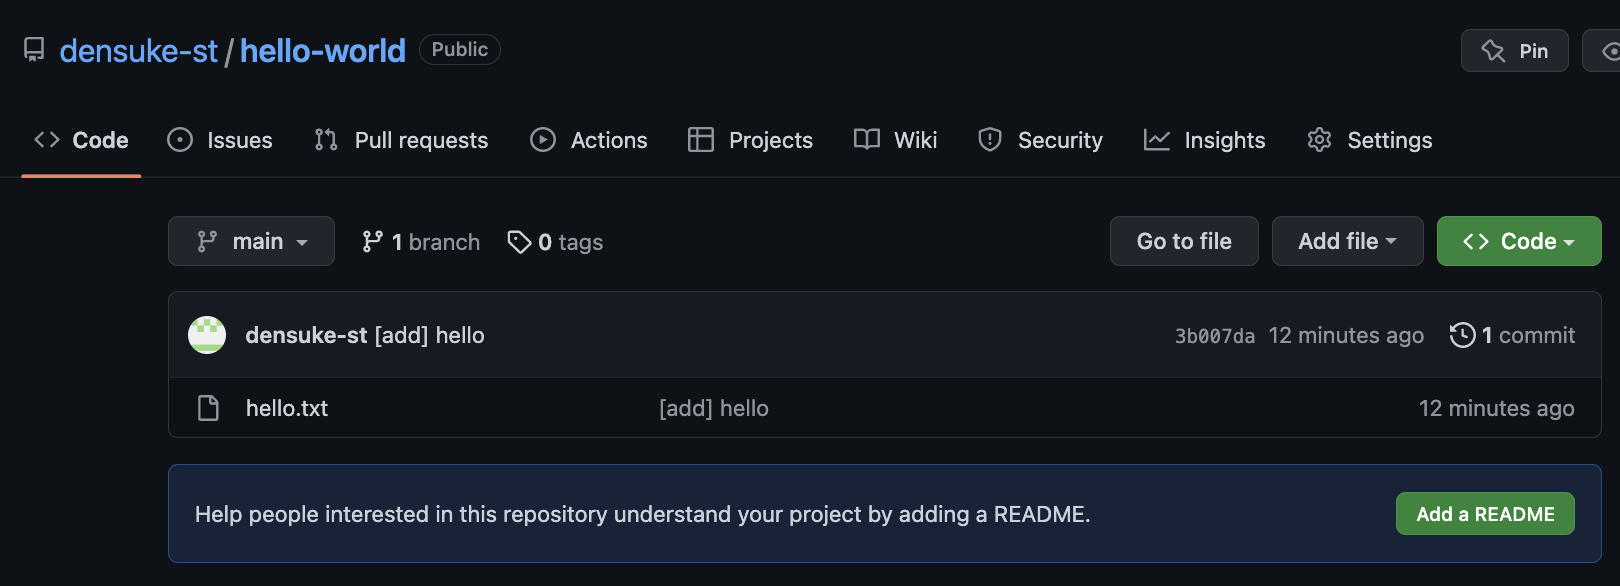 densuke-st / hello-world Public Pin
Code Issues Pull requests Actions Projects Wiki Security Insights Settings
main 1 branch 0 tags Go to file Add file Code
densuke-st [add] hello 3b007da 12 minutes ago 1 commit
hello.txt [add] hello 12 minutes ago
Help people interested in this repository understand your project by adding a README. Add a README